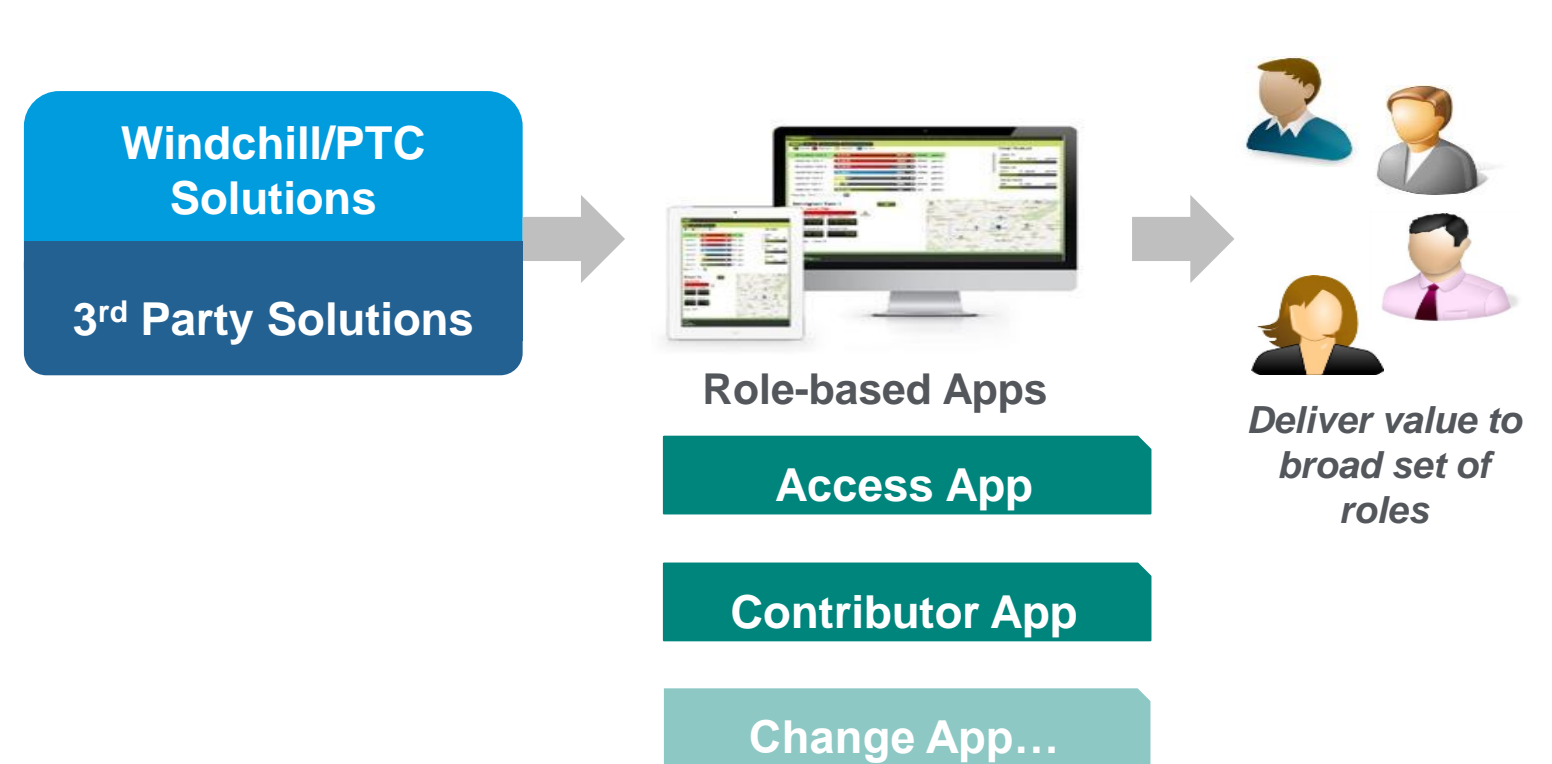 Windchill/PTC
Solutions
3rd Party Solutions
Role-based Apps
Access App
Contributor App
Change App…
Deliver value to
broad set of
roles